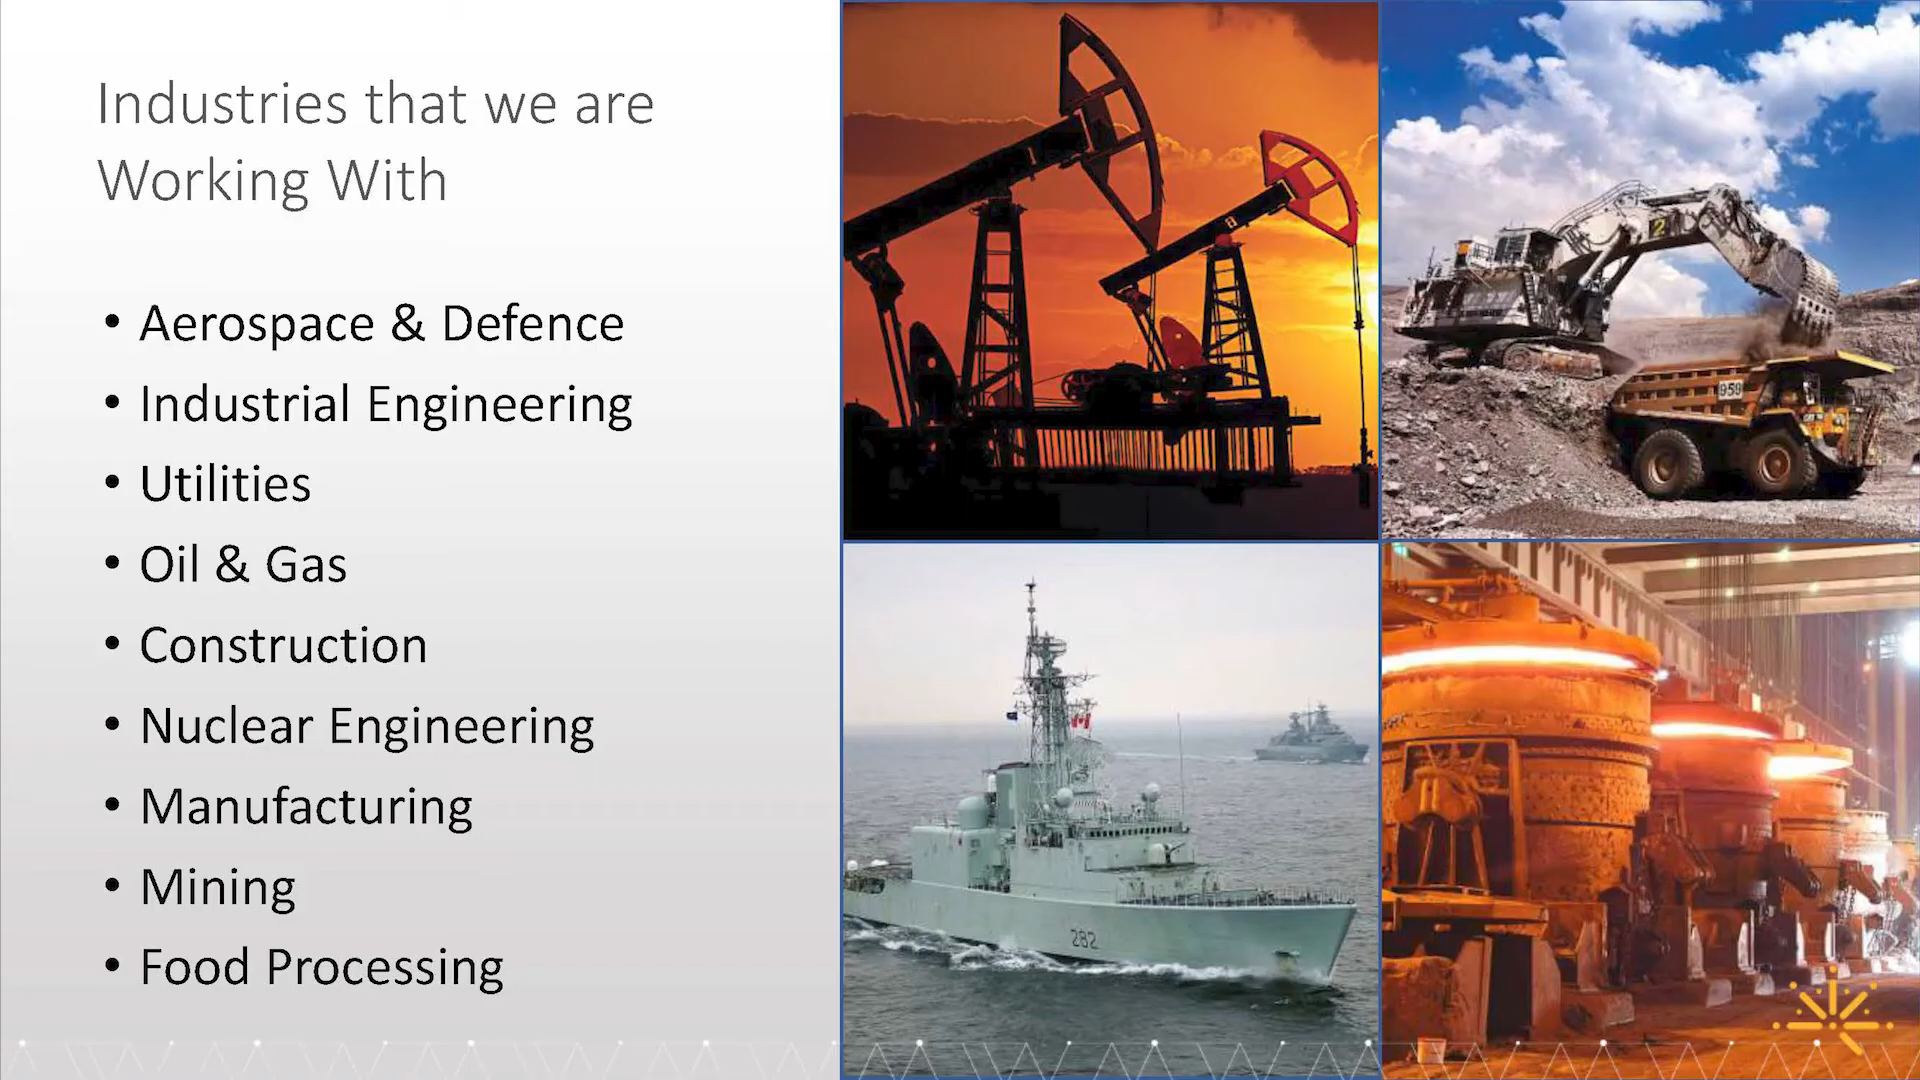 Industries that we are
Working With
• Aerospace & Defence
• Industrial Engineering
• Utilities
• Oil & Gas
• Construction
• Nuclear Engineering
• Manufacturing
• Mining
• Food Processing
2
959
282